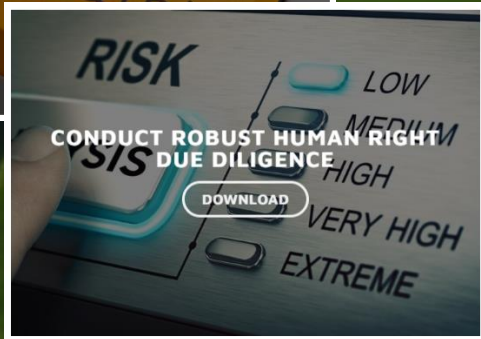 RISK
LOW
MEDIUM
CONDUCT ROBUST HUMAN RIGHT
DUE DILIGENCE
HIGH
DOWNLOAD
VERY HIGH
EXTREME